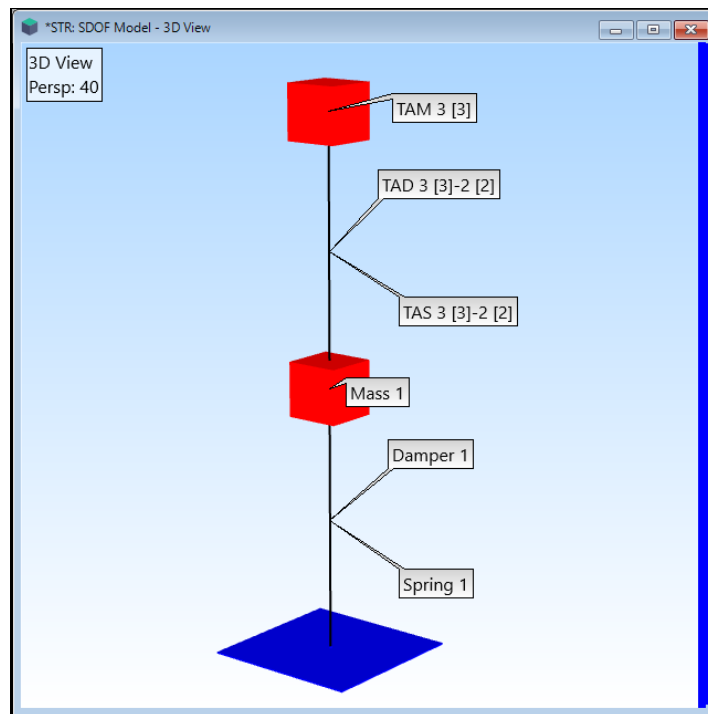 *STR: SDOF Model - 3D View
3D View
Persp: 40
TAM 3 [3]
TAD 3 [3]-2 [2]
TAS 3 [3]-2 [2]
Mass 1
Damper 1
Spring 1